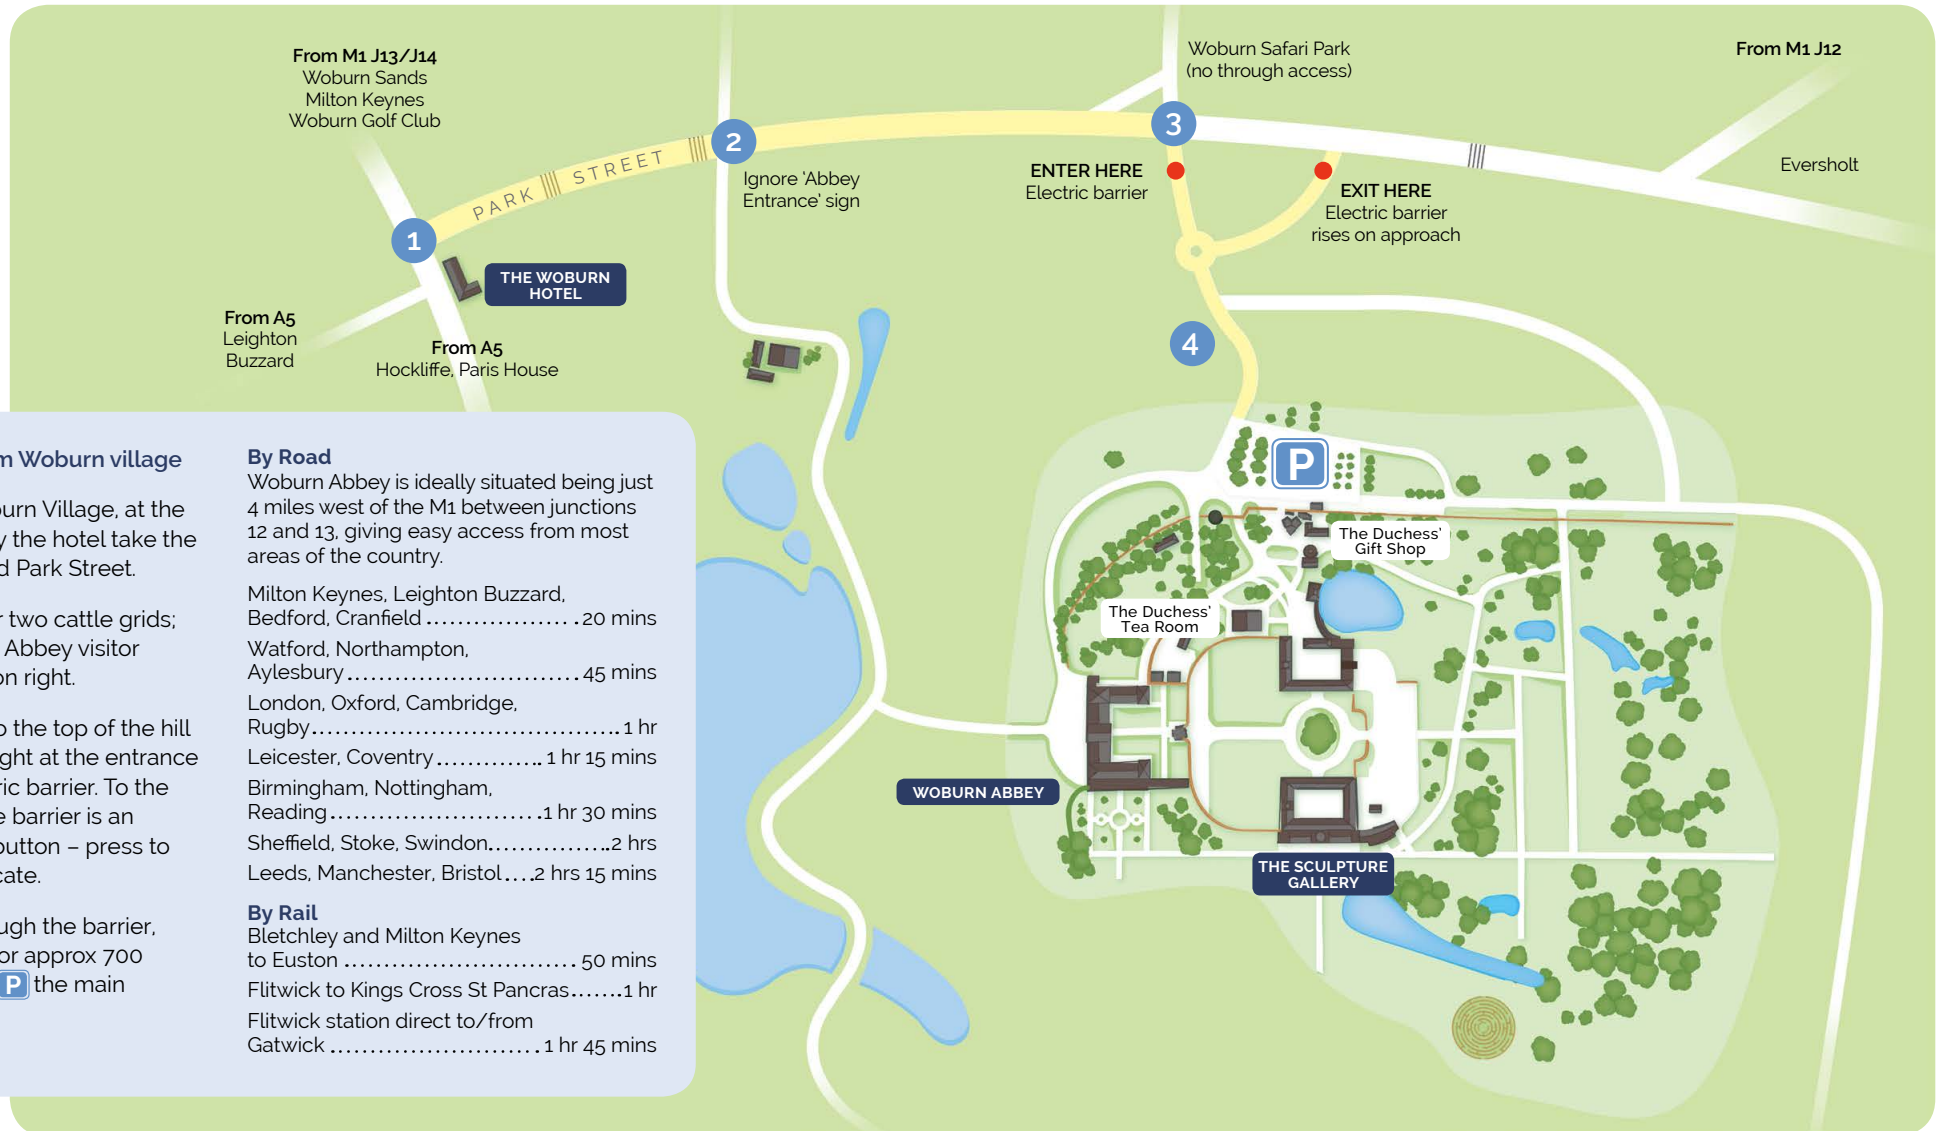 From M1 J13/J14
Woburn Sands
Milton Keynes
Woburn Golf Club
Woburn Safari Park
(no through access)
From M1 J12
2
3
PARK STREET
Ignore 'Abbey
Entrance' sign
ENTER HERE
Electric barrier
EXIT HERE
Electric barrier
rises on approach
Eversholt
1
THE WOBURN
HOTEL
From A5
Leighton
Buzzard
From A5
Hockliffe, Paris House
4
P
The Duchess'
Gift Shop
The Duchess'
Tea Room
WOBURN ABBEY
THE SCULPTURE
GALLERY
m Woburn village
urn Village, at the
y the hotel take the
d Park Street.
r two cattle grids;
Abbey visitor
on right.
o the top of the hill
ght at the entrance
ric barrier. To the
e barrier is an
button – press to
cate.
ugh the barrier,
or approx 700
P the main
By Road
Woburn Abbey is ideally situated being just
4 miles west of the M1 between junctions
12 and 13, giving easy access from most
areas of the country.
Milton Keynes, Leighton Buzzard,
Bedford, Cranfield ................... 20 mins
Watford, Northampton,
Aylesbury ............................. 45 mins
London, Oxford, Cambridge,
Rugby ....................................... 1 hr
Leicester, Coventry ............. 1 hr 15 mins
Birmingham, Nottingham,
Reading ........................... 1 hr 30 mins
Sheffield, Stoke, Swindon ................ 2 hrs
Leeds, Manchester, Bristol .... 2 hrs 15 mins
By Rail
Bletchley and Milton Keynes
to Euston ............................. 50 mins
Flitwick to Kings Cross St Pancras ....... 1 hr
Flitwick station direct to/from
Gatwick .......................... 1 hr 45 mins